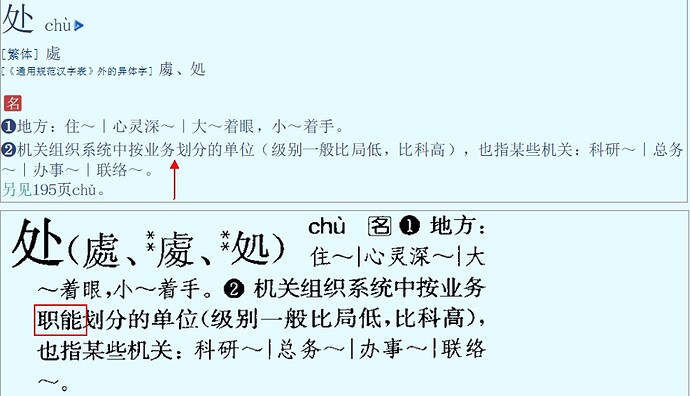 处 chù
[繁体] 處
[《通用规范汉字表》外的异体字] 䖏、処
名
❶地方：住～｜心灵深～｜大～着眼，小～着手。
❷机关组织系统中按业务划分的单位（级别一般比局低，比科高），也指某些机关：科研～｜总务
～｜办事～｜联络～。
另见195页chǔ。
处（處、**䖏、**処） chù 名 ❶ 地方：
住～|心灵深～|大
～着眼，小～着手。❷ 机关组织系统中按业务
职能划分的单位（级别一般比局低，比科高），
也指某些机关：科研～|总务～|办事～|联络
～。